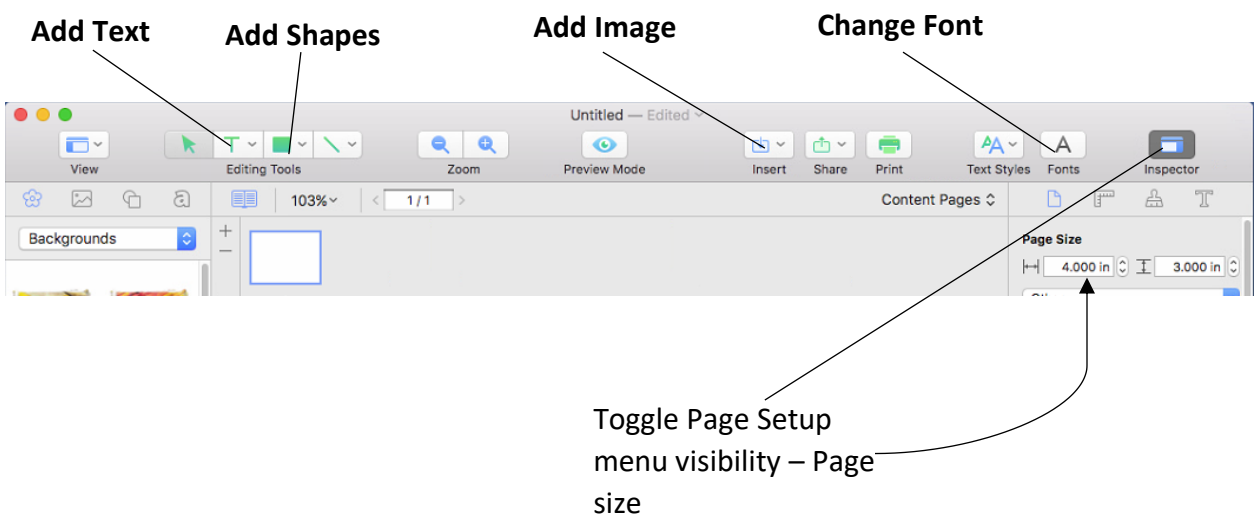 Add Text
Add Shapes
Add Image
Change Font
Untitled — Edited
View
Editing Tools
Zoom
Preview Mode
Insert
Share
Print
Text Styles
Fonts
Inspector
103%
1 / 1
Content Pages
Backgrounds
Page Size
4.000 in
3.000 in
Toggle Page Setup
menu visibility – Page
size